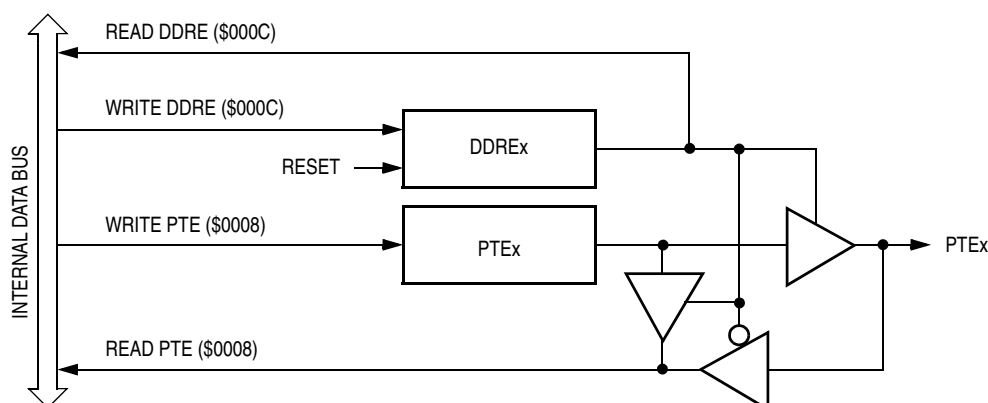 READ DDRE ($000C)
WRITE DDRE ($000C)
DDREx
RESET
INTERNAL DATA BUS
WRITE PTE ($0008)
PTEx
PTEx
READ PTE ($0008)